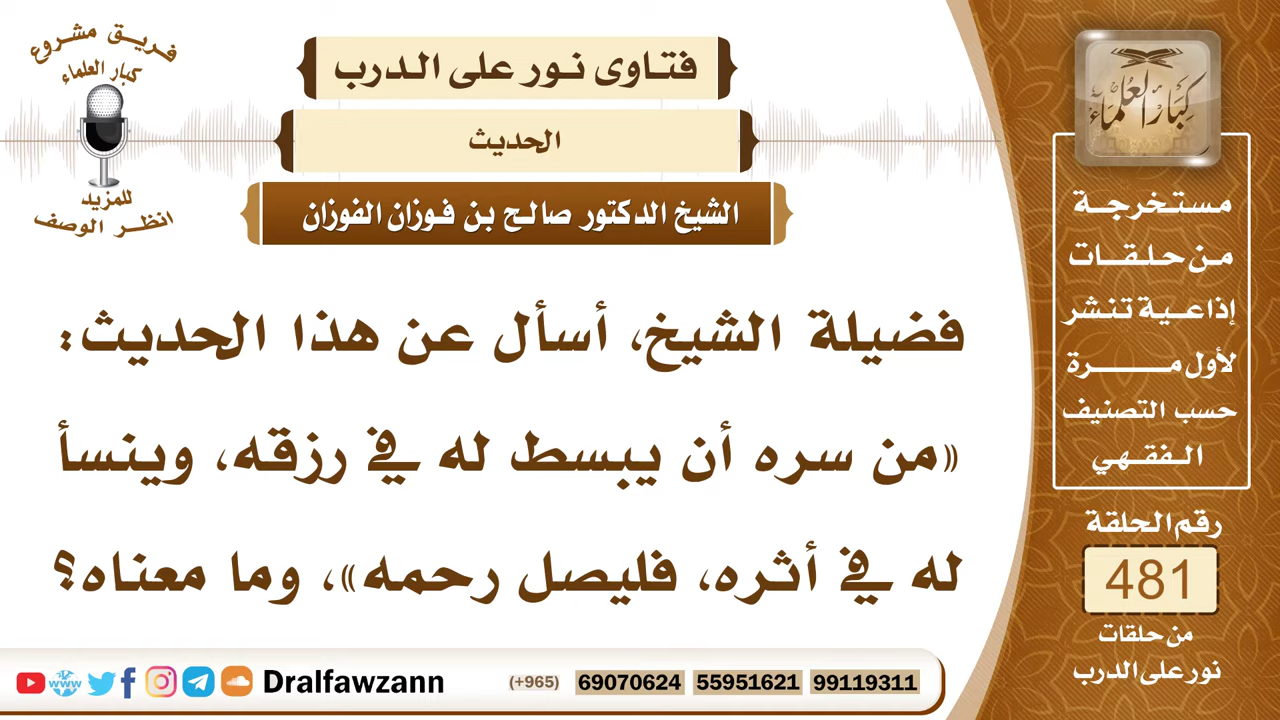 فريق مشروع
كبار العلماء
للمزيد
انظر الوصف
فتاوى نور على الدرب
الحديث
الشيخ الدكتور صالح بن فوزان الفوزان
فضيلة الشيخ، أسأل عن هذا الحديث:
«من سره أن يبسط له في رزقه، وينسأ
له في أثره، فليصل رحمه»، وما معناه؟
كبار العلماء
مستخرجة
من حلقات
إذاعية تنشر
لأول مرة
حسب التصنيف
الفقهي
رقم الحلقة
481
من حلقات
نور على الدرب
www Dralfawzann (+965) 69070624 55951621 99119311